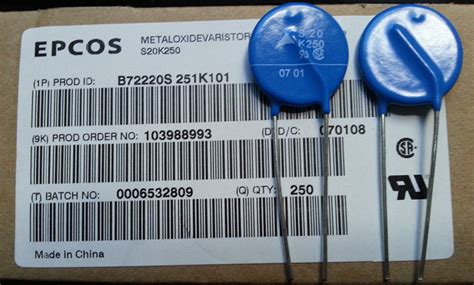 EPCOS
METALOXIDEVARISTOR
S20K250
(1P) PROD ID: B72220S 251K101
(9K) PROD ORDER NO: 103988993
(D) D/C: 070108
(T) BATCH NO: 0006532809
(Q) QTY: 250
Made in China
S 20
K250
07 01